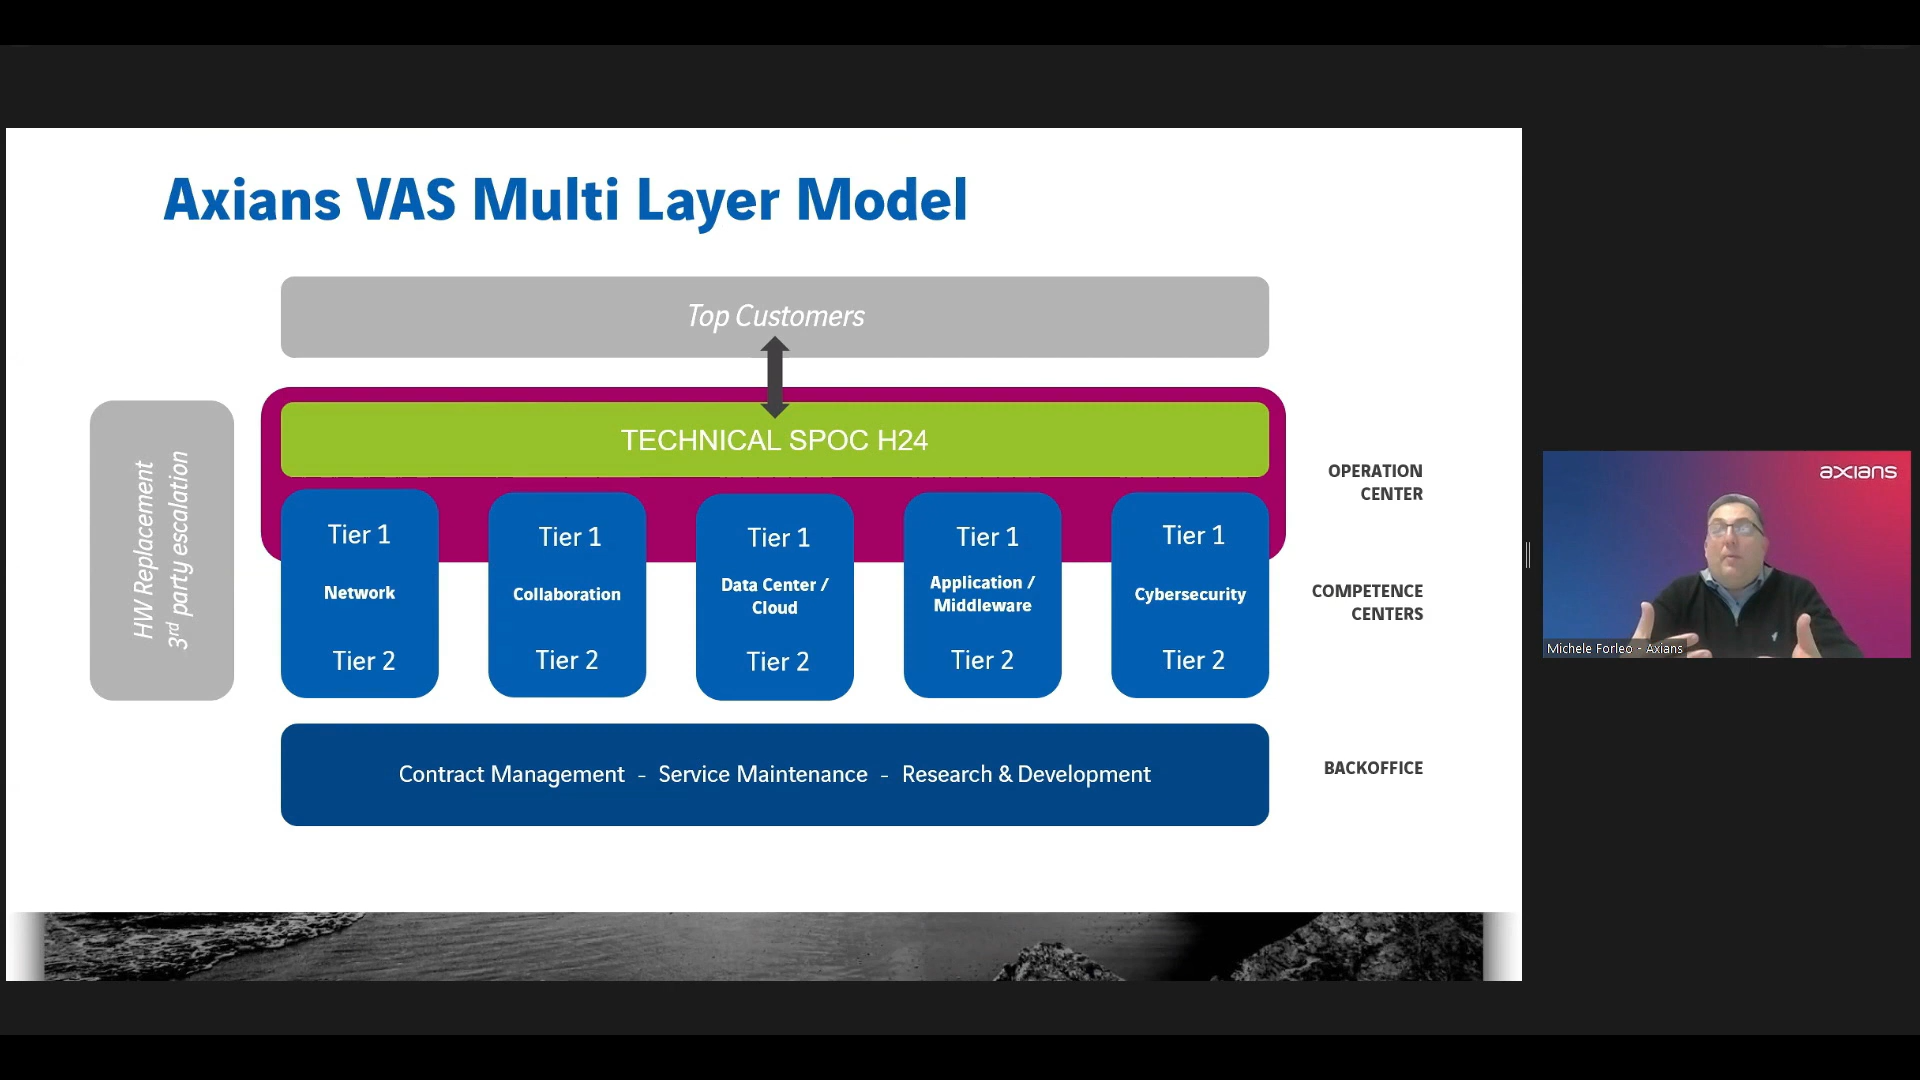 Axians VAS Multi Layer Model
Top Customers
TECHNICAL SPOC H24
HW Replacement
3rd party escalation
Tier 1
Network
Tier 2
Tier 1
Collaboration
Tier 2
Tier 1
Data Center /
Cloud
Tier 2
Tier 1
Application /
Middleware
Tier 2
Tier 1
Cybersecurity
Tier 2
OPERATION
CENTER
COMPETENCE
CENTERS
Contract Management - Service Maintenance - Research & Development
BACKOFFICE
axians
Michele Forleo - Axians